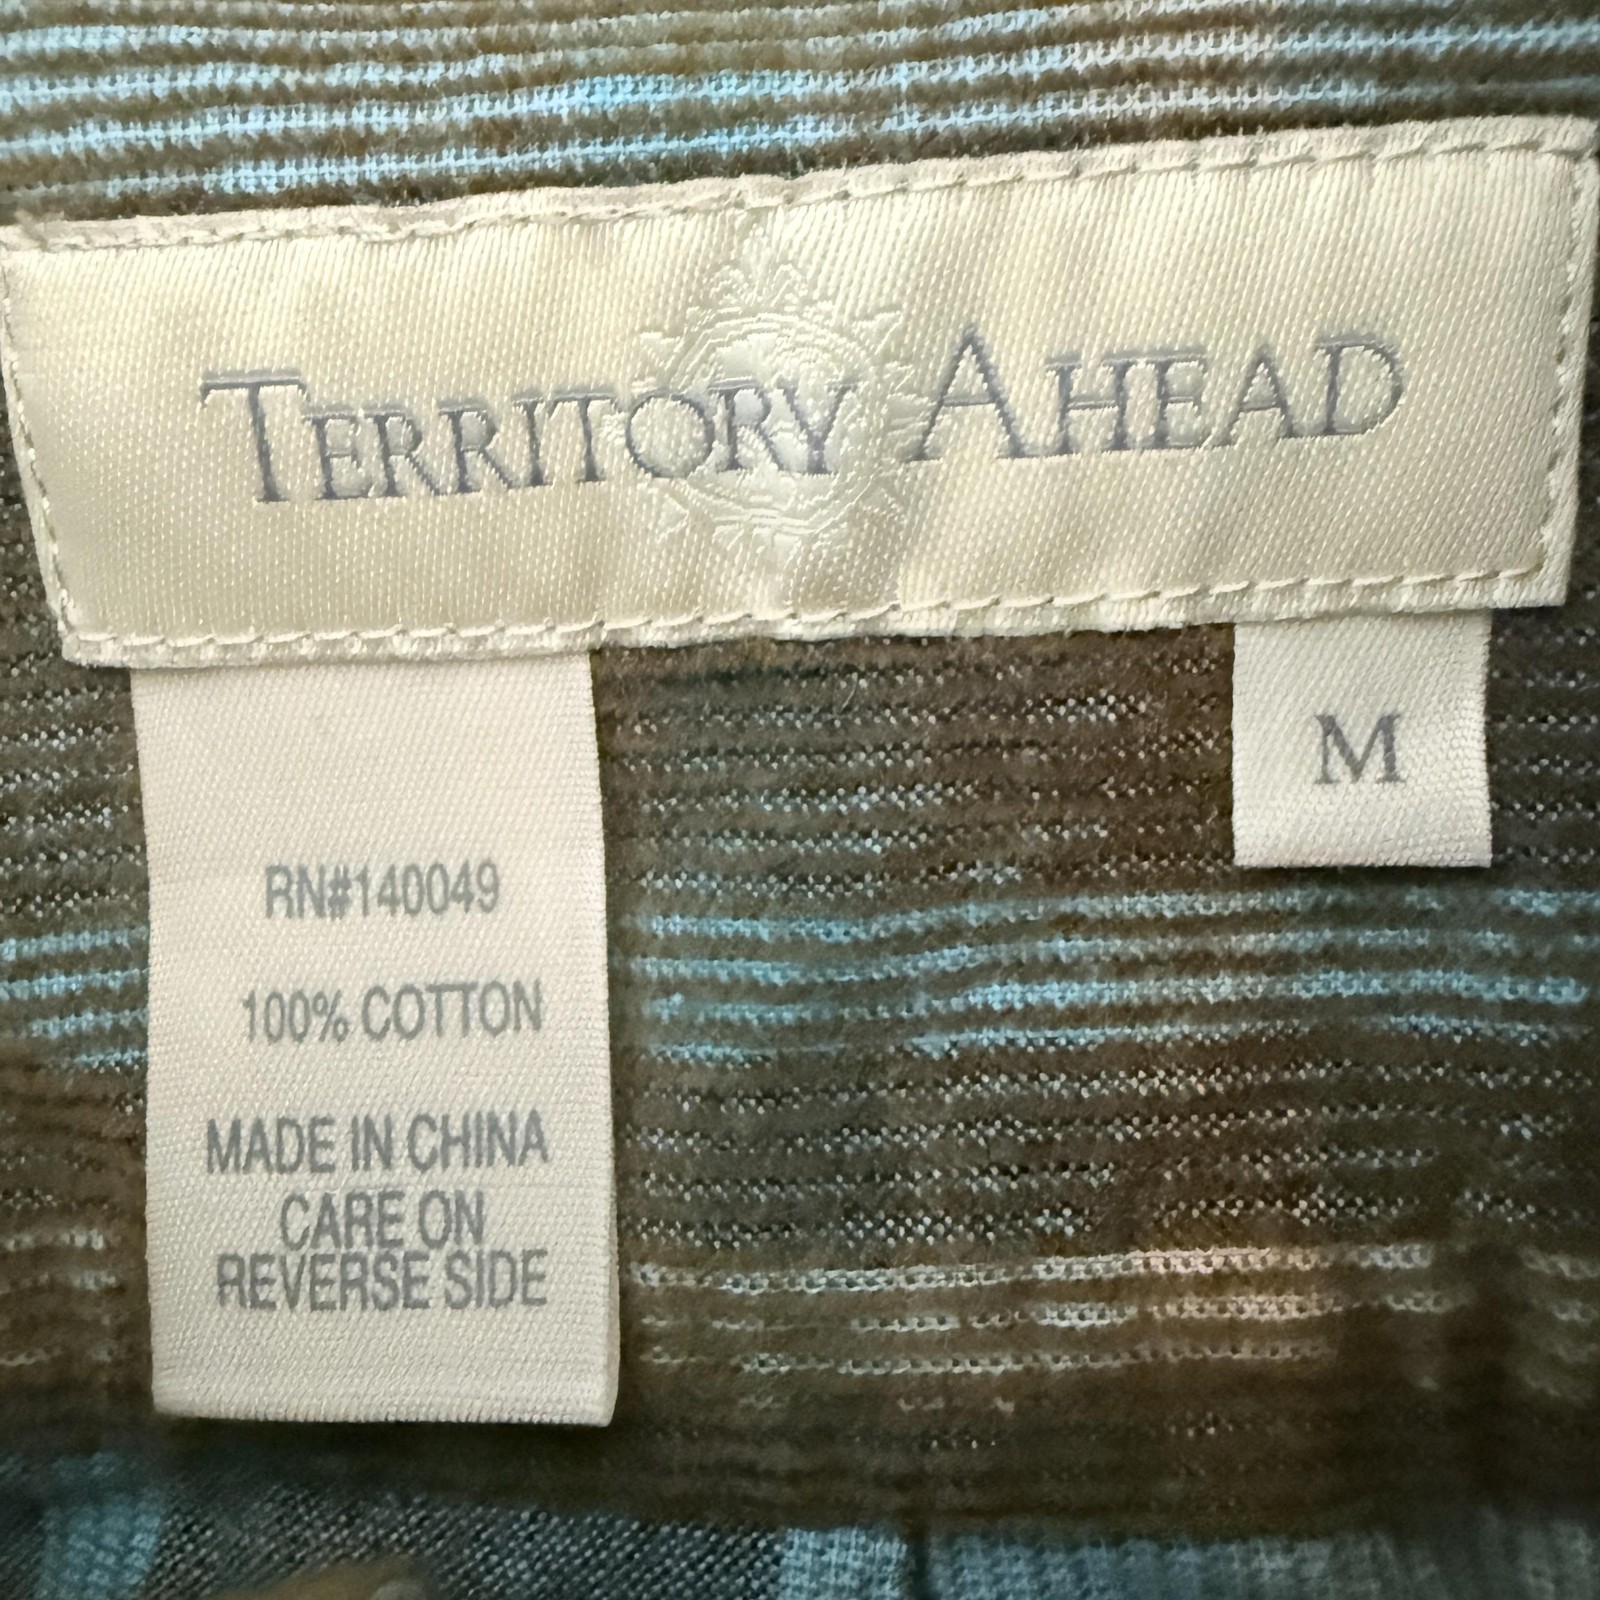 TERRITORY AHEAD
M
RN#140049
100% COTTON
MADE IN CHINA
CARE ON
REVERSE SIDE